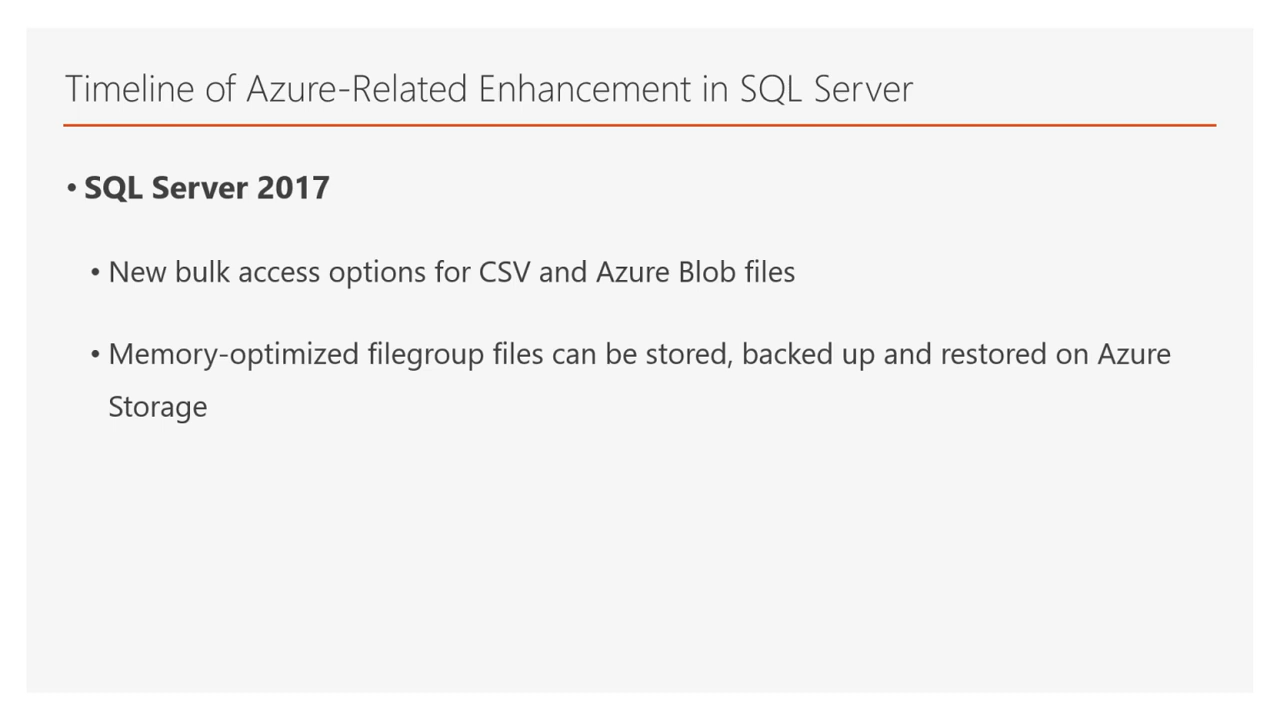 Timeline of Azure-Related Enhancement in SQL Server
• SQL Server 2017
• New bulk access options for CSV and Azure Blob files
• Memory-optimized filegroup files can be stored, backed up and restored on Azure
Storage